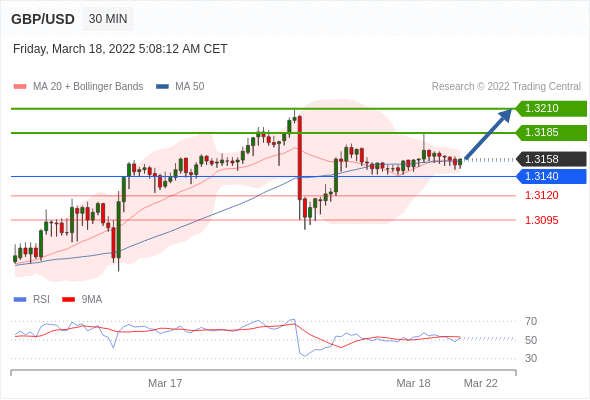 GBP/USD 30 MIN
Friday, March 18, 2022 5:08:12 AM CET
MA 20 + Bollinger Bands MA 50 Research © 2022 Trading Central
1.3210
1.3185
1.3158
1.3140
1.3120
1.3095
RSI 9MA
70
50
30
Mar 17 Mar 18 Mar 22